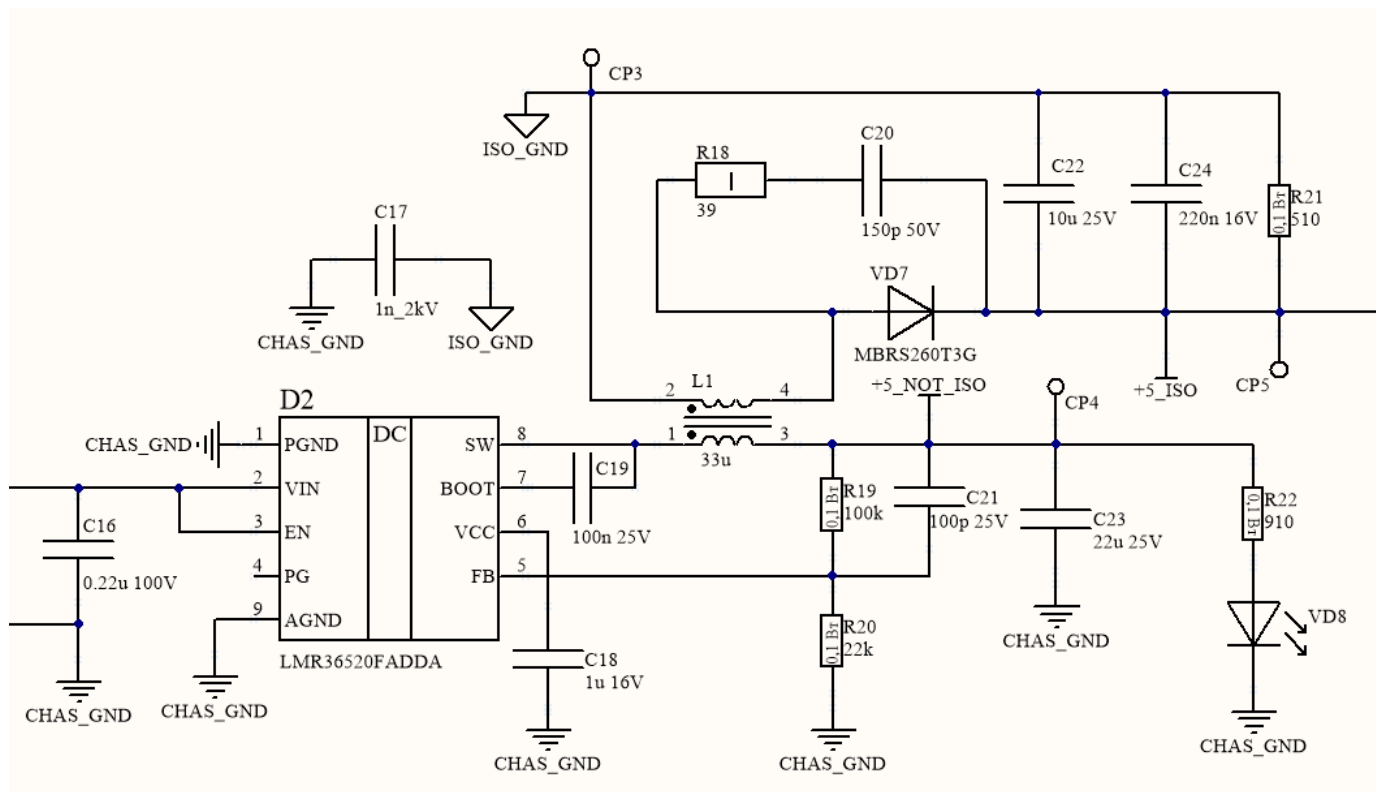 CP3
ISO_GND
R18
39
C20
150p 50V
C22
10u 25V
C24
220n 16V
0,1 Вт
R21
510
C17
1n_2kV
CHAS_GND
ISO_GND
VD7
MBRS260T3G
+5_NOT_ISO
+5_ISO
CP5
CP4
L1
2
4
1
3
33u
D2
DC
CHAS_GND
1
PGND
2
VIN
3
EN
4
PG
9
AGND
SW
8
BOOT
7
VCC
6
FB
5
LMR36520FADDA
C16
0.22u 100V
CHAS_GND
CHAS_GND
C19
100n 25V
C18
1u 16V
CHAS_GND
0,1 Вт
R19
100k
C21
100p 25V
0,1 Вт
R20
22k
CHAS_GND
C23
22u 25V
CHAS_GND
0,1 Вт
R22
910
VD8
CHAS_GND